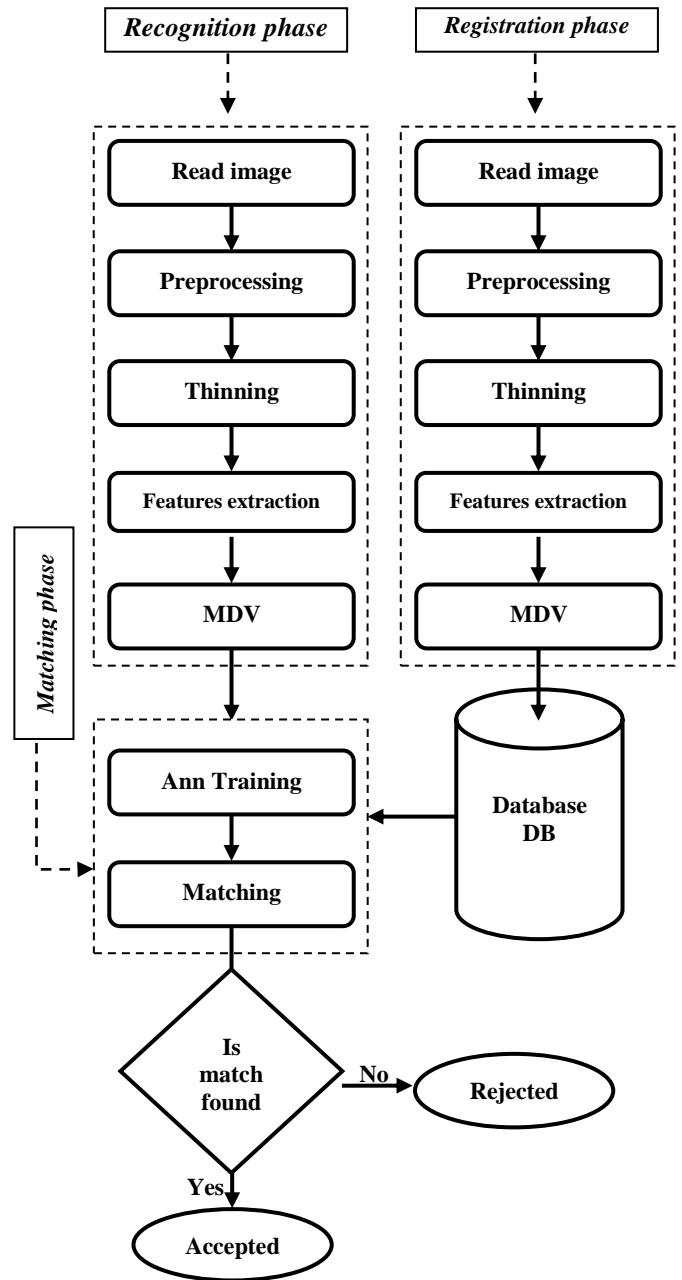 Recognition phase
Registration phase
Read image
Preprocessing
Thinning
Features extraction
MDV
Read image
Preprocessing
Thinning
Features extraction
MDV
Matching phase
Ann Training
Matching
Database
DB
Is
match
found
No
Rejected
Yes
Accepted